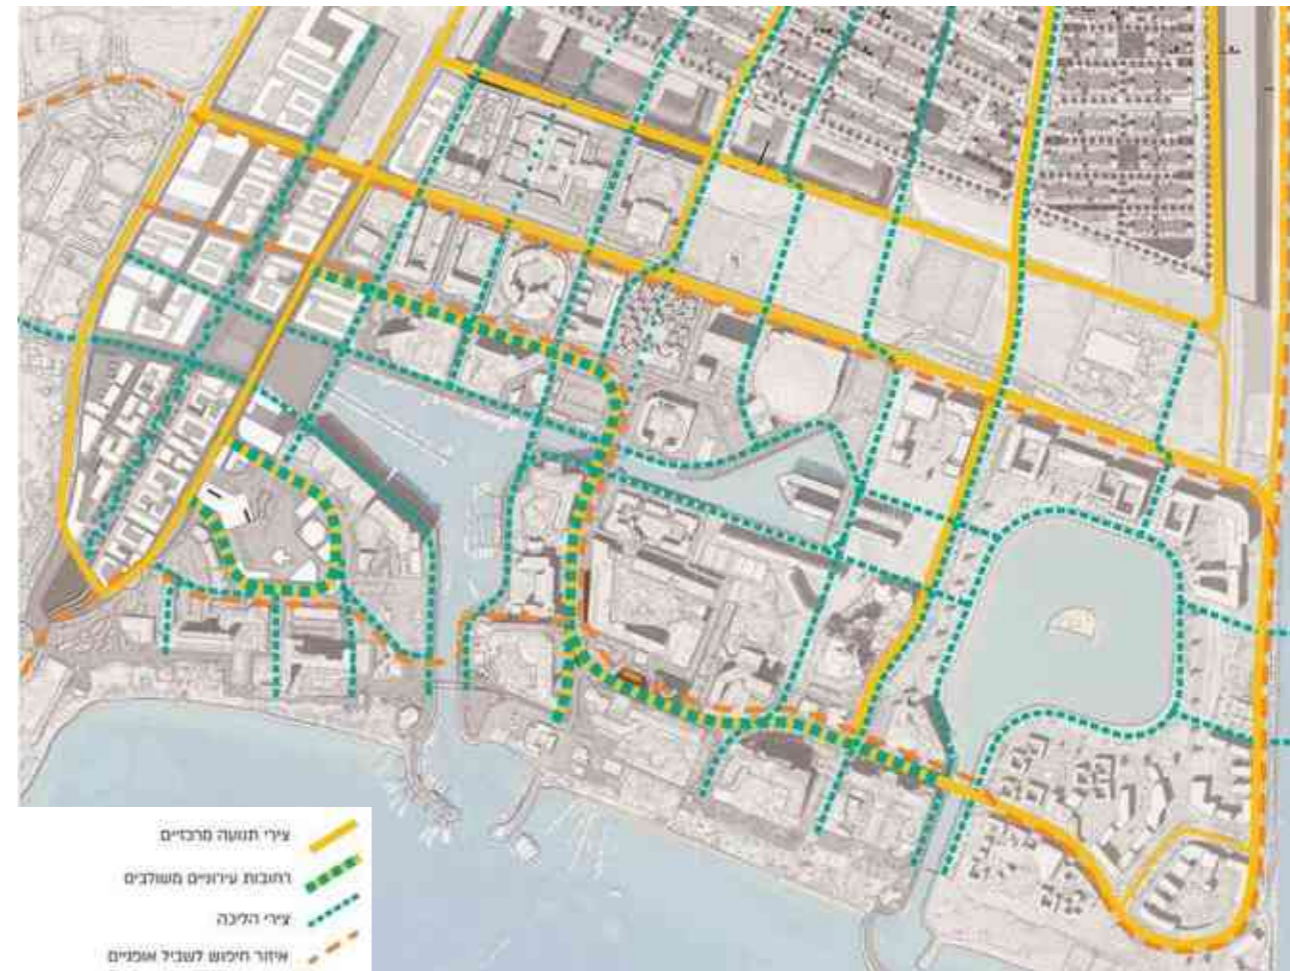 צירי תנועה מרכזיים
רחובות עירוניים משולבים
צירי הליכה
איזור חיפוש לשביל אופניים